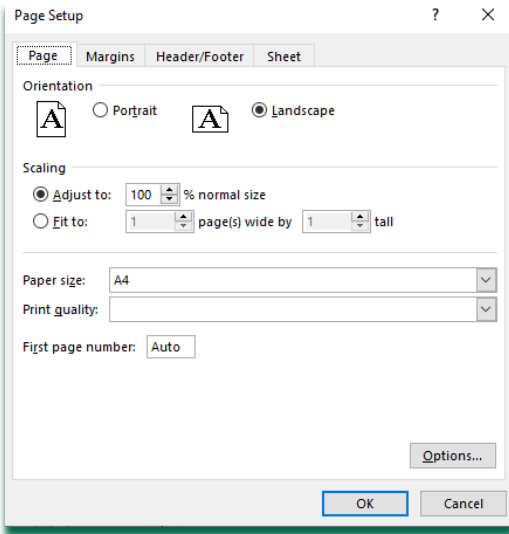 Page Setup ? ×
Page Margins Header/Footer Sheet
Orientation
A Portrait A Landscape
Scaling
Adjust to: 100 % normal size
Fit to: 1 page(s) wide by 1 tall
Paper size: A4
Print quality:
First page number: Auto
Options...
OK Cancel